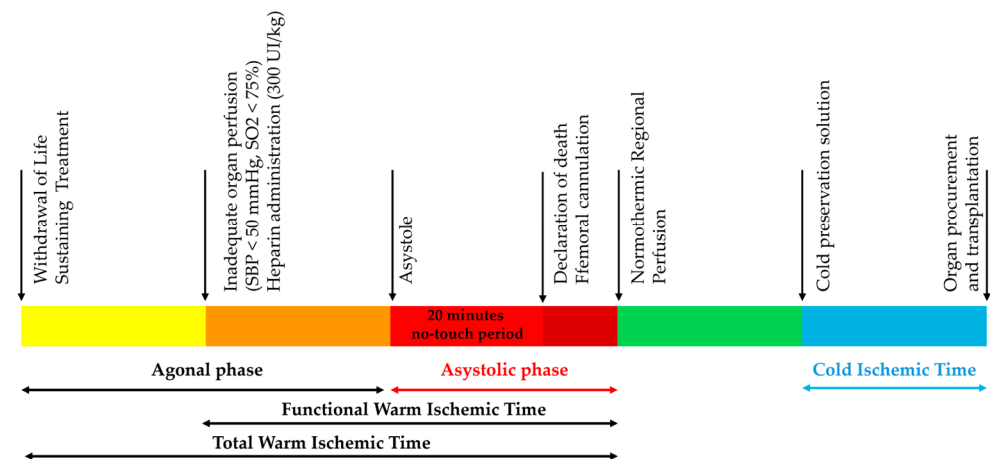 Withdrawal of Life
Sustaining Treatment
Inadequate organ perfusion
(SBP < 50 mmHg, SO2 < 75%)
Heparin administration (300 UI/kg)
Asystole
Declaration of death
Ffemoral cannulation
Normothermic Regional
Perfusion
Cold preservation solution
Organ procurement
and transplantation
20 minutes
no-touch period
Agonal phase
Asystolic phase
Cold Ischemic Time
Functional Warm Ischemic Time
Total Warm Ischemic Time